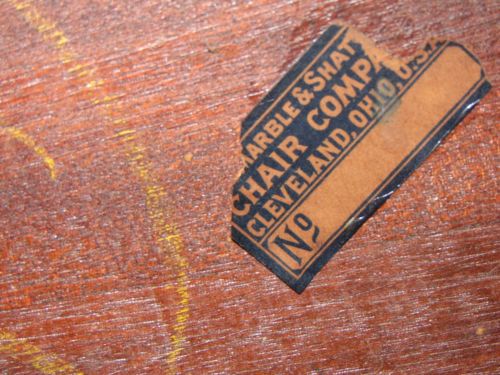 MARBLE & SHAT
CHAIR COMPA
CLEVELAND, OHIO, U.S.A.
No